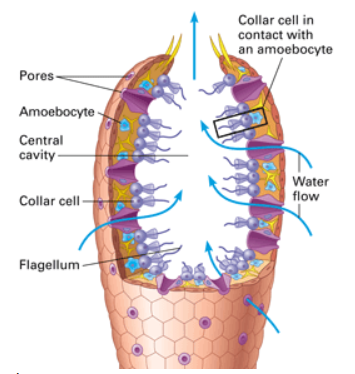 Collar cell in
contact with
an amoebocyte
Pores
Amoebocyte
Central
cavity
Collar cell
Water
flow
Flagellum